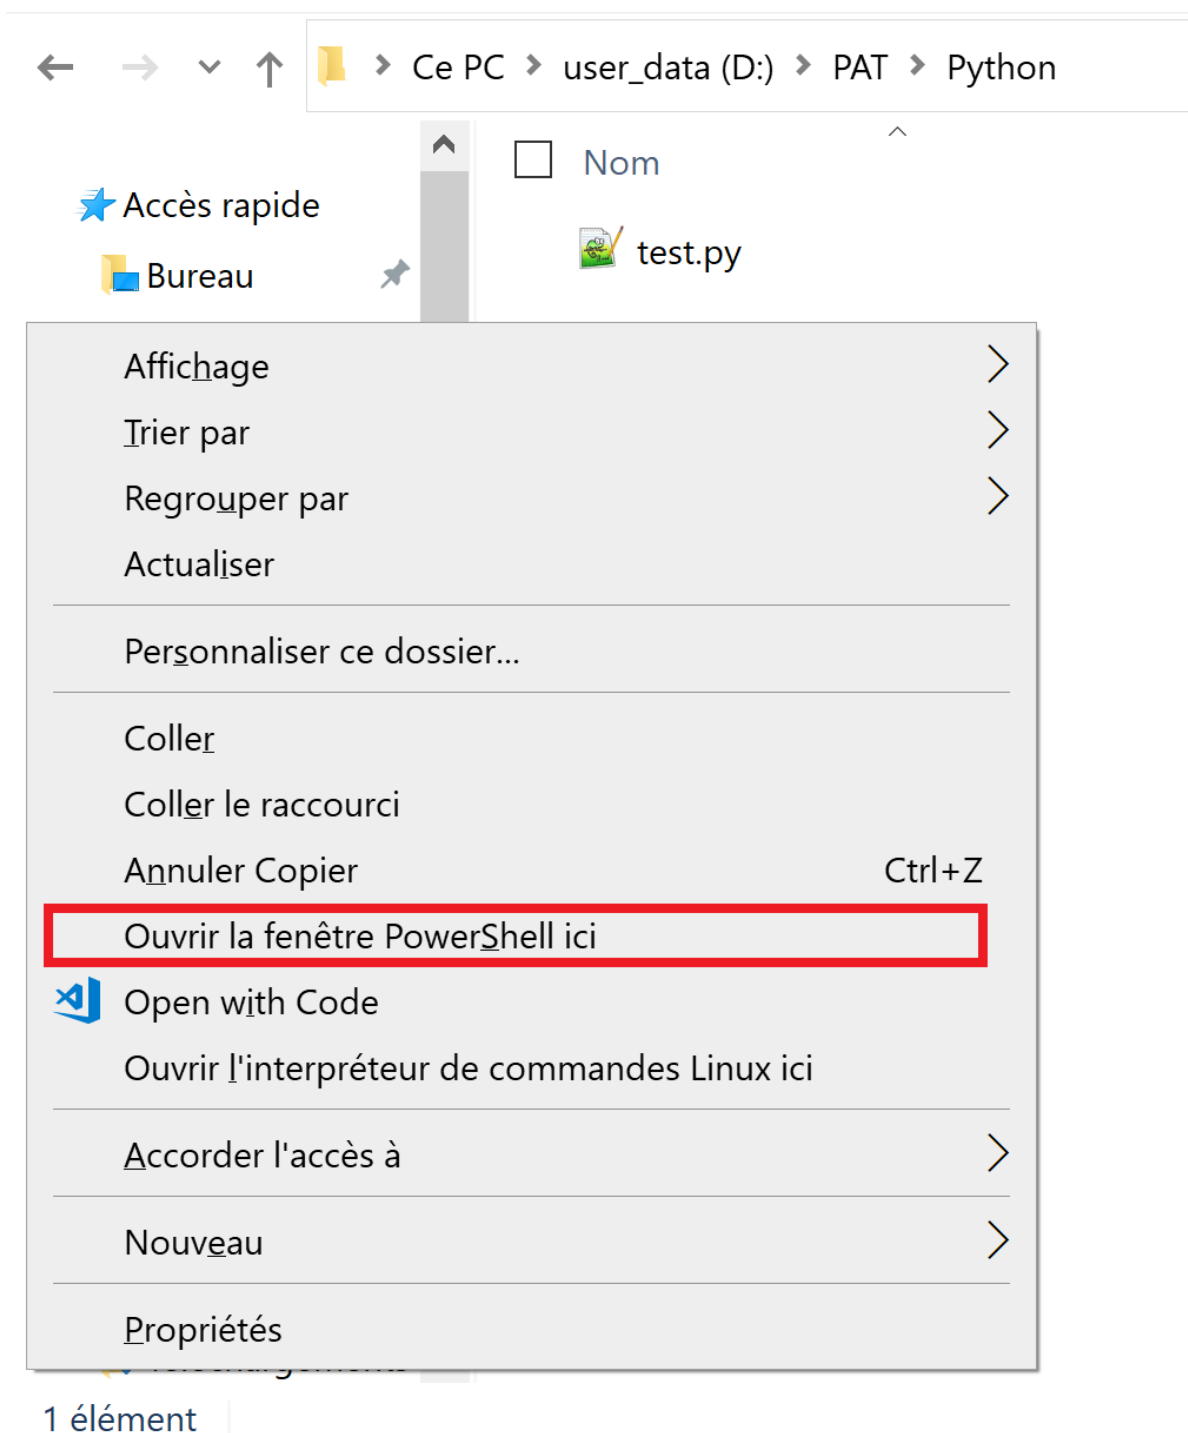 Ce PC > user_data (D:) > PAT > Python
Nom
Accès rapide
test.py
Bureau
Affichage
Trier par
Regrouper par
Actualiser
Personnaliser ce dossier...
Coller
Coller le raccourci
Annuler Copier Ctrl+Z
Ouvrir la fenêtre PowerShell ici
Open with Code
Ouvrir l'interpréteur de commandes Linux ici
Accorder l'accès à
Nouveau
Propriétés
1 élément